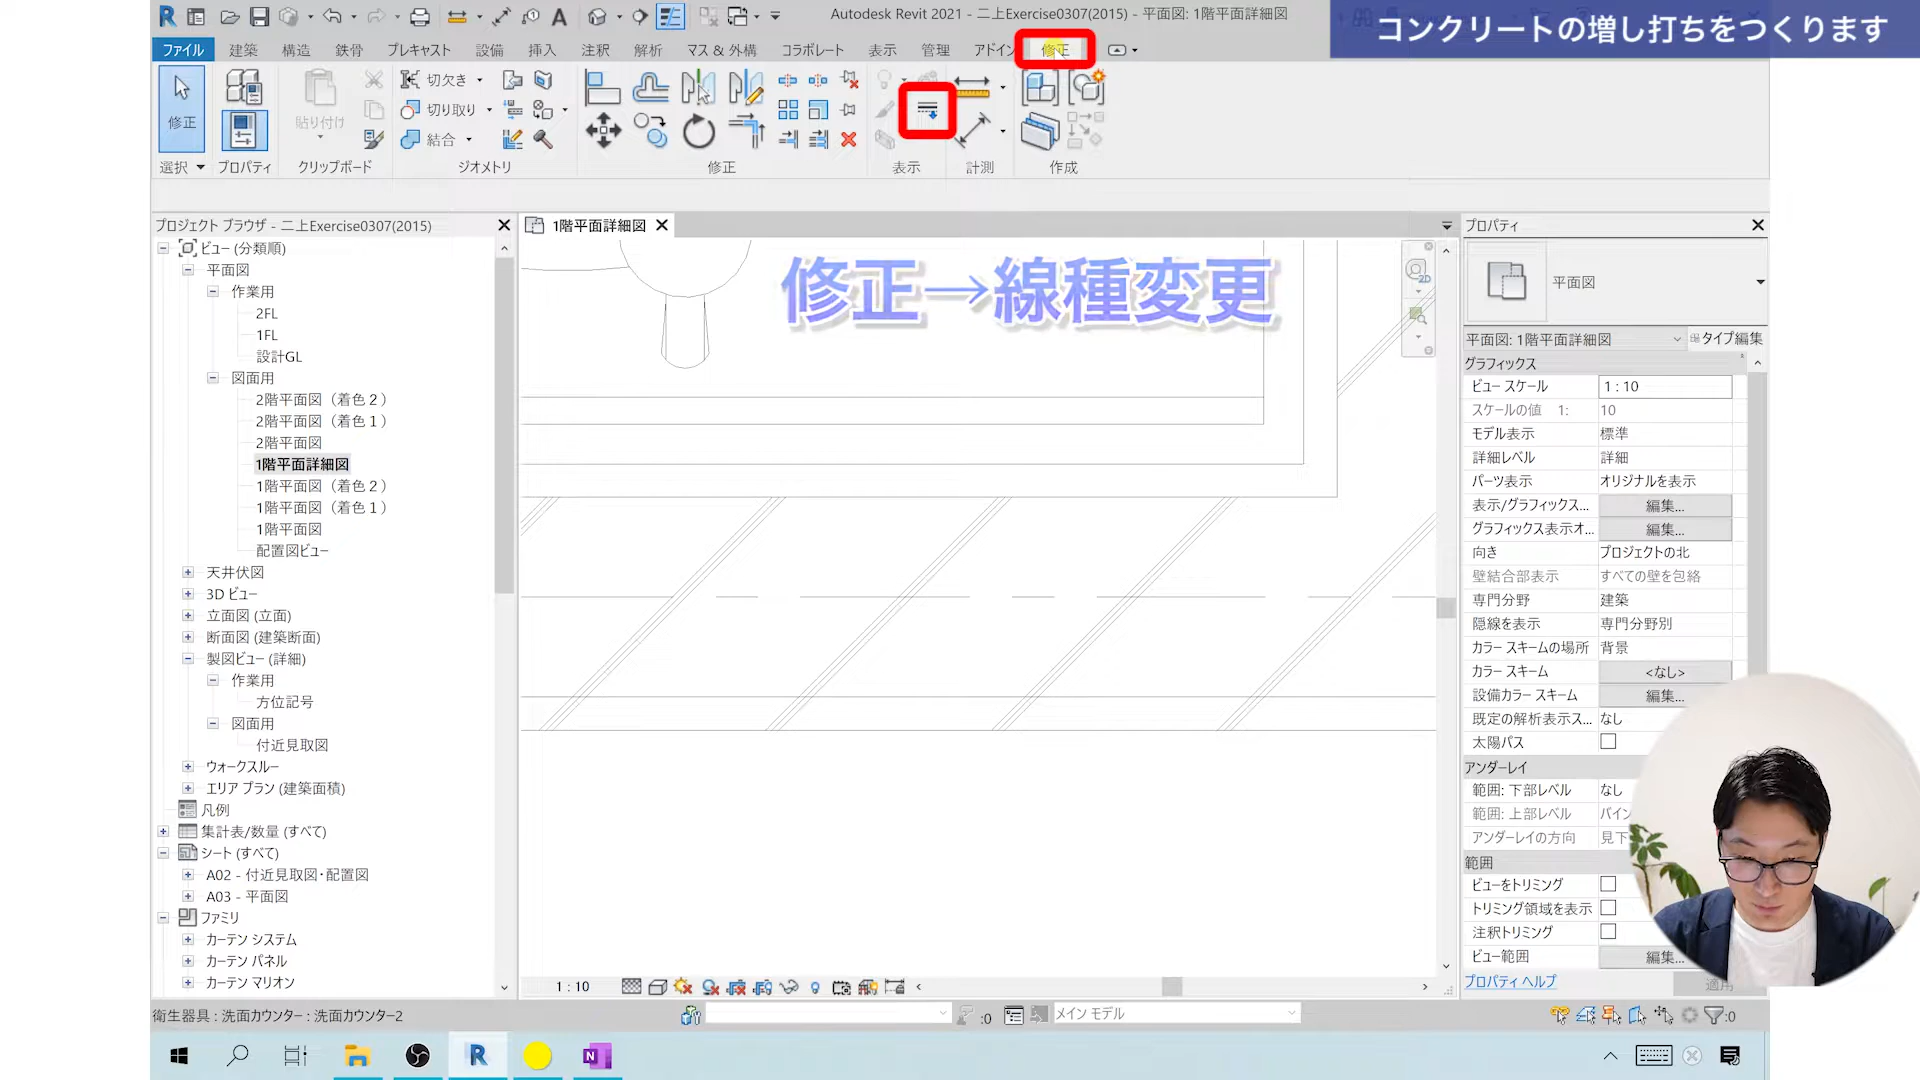 Autodesk Revit 2021 - 二上Exercise0307(2015) - 平面図: 1階平面詳細図
コンクリートの増し打ちをつくります
ファイル 建築 構造 鉄骨 プレキャスト 設備 挿入 注釈 解析 マス & 外構 コラボレート 表示 管理 アドイン 修正
修正 貼り付け 切欠き
切り取り
結合
選択 プロパティ クリップボード ジオメトリ 修正 表示 計測 作成
プロジェクト ブラウザ - 二上Exercise0307(2015)
ビュー (分類順)
平面図
作業用
2FL
1FL
設計GL
図面用
2階平面図（着色２）
2階平面図（着色１）
2階平面図
1階平面詳細図
1階平面図（着色２）
1階平面図（着色１）
1階平面図
配置図ビュー
天井伏図
3D ビュー
立面図 (立面)
断面図 (建築断面)
製図ビュー (詳細)
作業用
方位記号
図面用
付近見取図
ウォークスルー
エリア プラン (建築面積)
凡例
集計表/数量 (すべて)
シート (すべて)
A02 - 付近見取図・配置図
A03 - 平面図
ファミリ
カーテン システム
カーテン パネル
カーテン マリオン
1階平面詳細図
修正→線種変更
2D
1 : 10
プロパティ
平面図
平面図: 1階平面詳細図 タイプ編集
グラフィックス
ビュー スケール 1 : 10
スケールの値 1: 10
モデル表示 標準
詳細レベル 詳細
パーツ表示 オリジナルを表示
表示/グラフィックス... 編集...
グラフィックス表示オ... 編集...
向き プロジェクトの北
壁結合部表示 すべての壁を包絡
専門分野 建築
隠線を表示 専門分野別
カラー スキームの場所 背景
カラー スキーム <なし>
設備カラー スキーム 編集...
既定の解析表示ス... なし
太陽パス
アンダーレイ
範囲: 下部レベル なし
範囲: 上部レベル バイン
アンダーレイの方向 見下
範囲
ビューをトリミング
トリミング領域を表示
注釈トリミング
ビュー範囲 編集...
プロパティ ヘルプ 適用
衛生器具 : 洗面カウンター : 洗面カウンター2 :0 メイン モデル :0